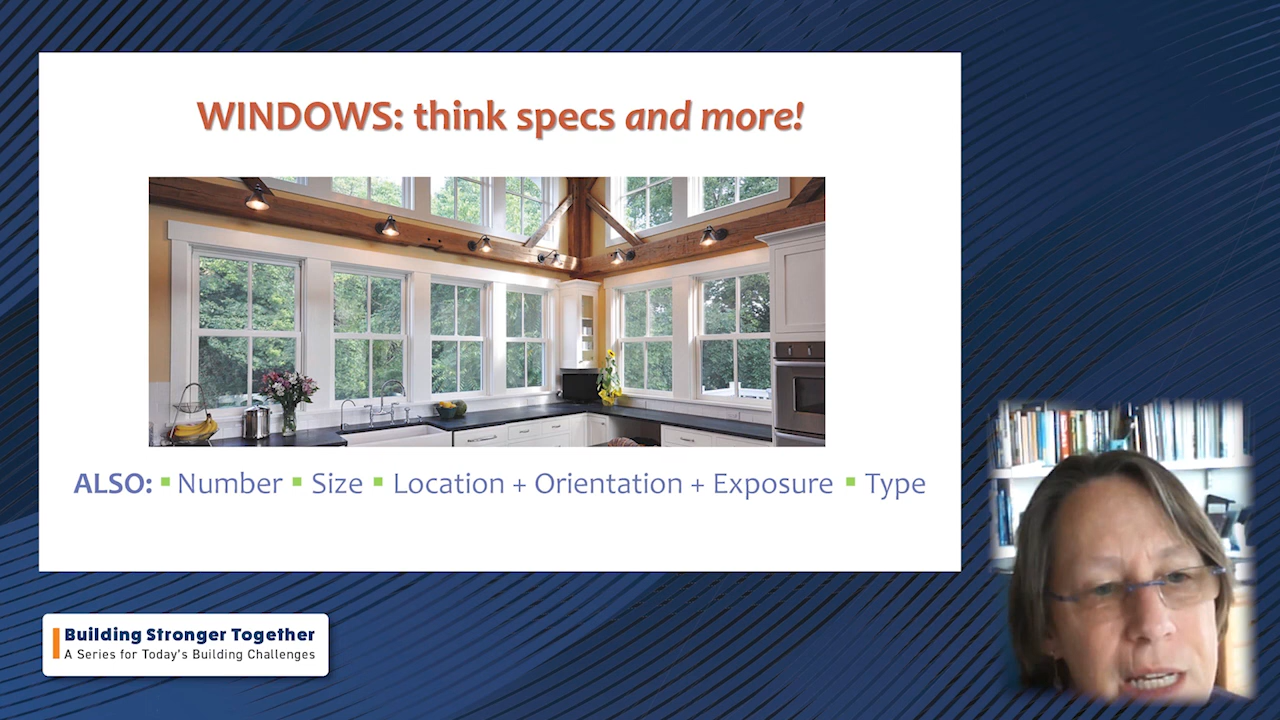 WINDOWS: think specs and more!
ALSO: ▪ Number ▪ Size ▪ Location + Orientation + Exposure ▪ Type
Building Stronger Together
A Series for Today's Building Challenges